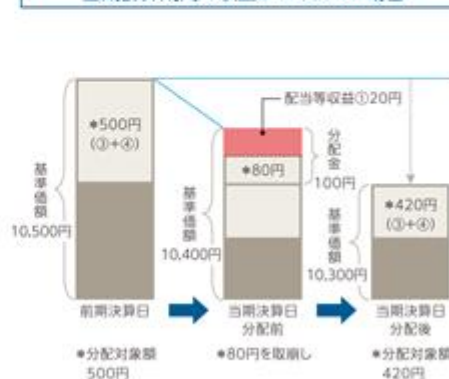 配当等収益①20円
*500円
(③+④)
*80円
分配金
100円
*420円
(③+④)
基準価額
10,500円
基準価額
10,400円
基準価額
10,300円
前期決算日
当期決算日
分配前
当期決算日
分配後
*分配対象額
500円
*80円を取崩し
*分配対象額
420円